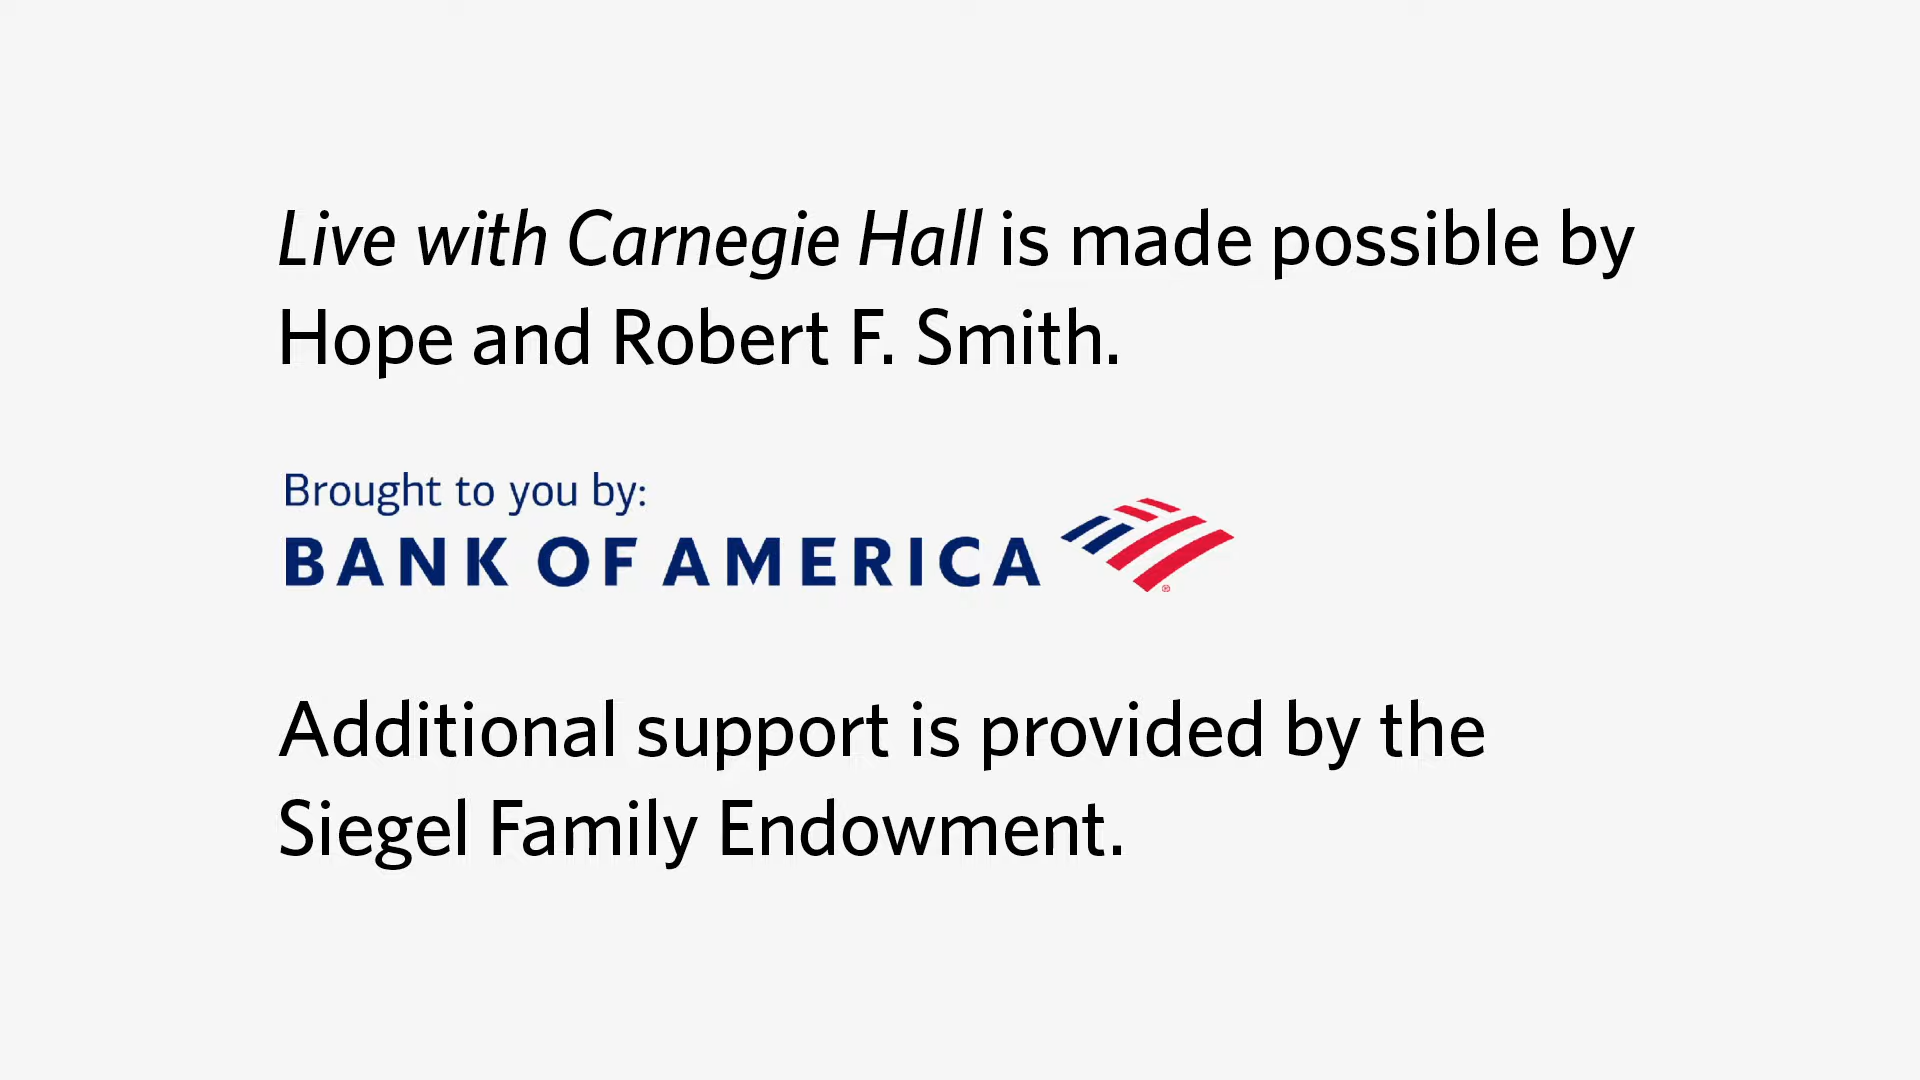 Live with Carnegie Hall is made possible by
Hope and Robert F. Smith.
Brought to you by:
BANK OF AMERICA ®
Additional support is provided by the
Siegel Family Endowment.